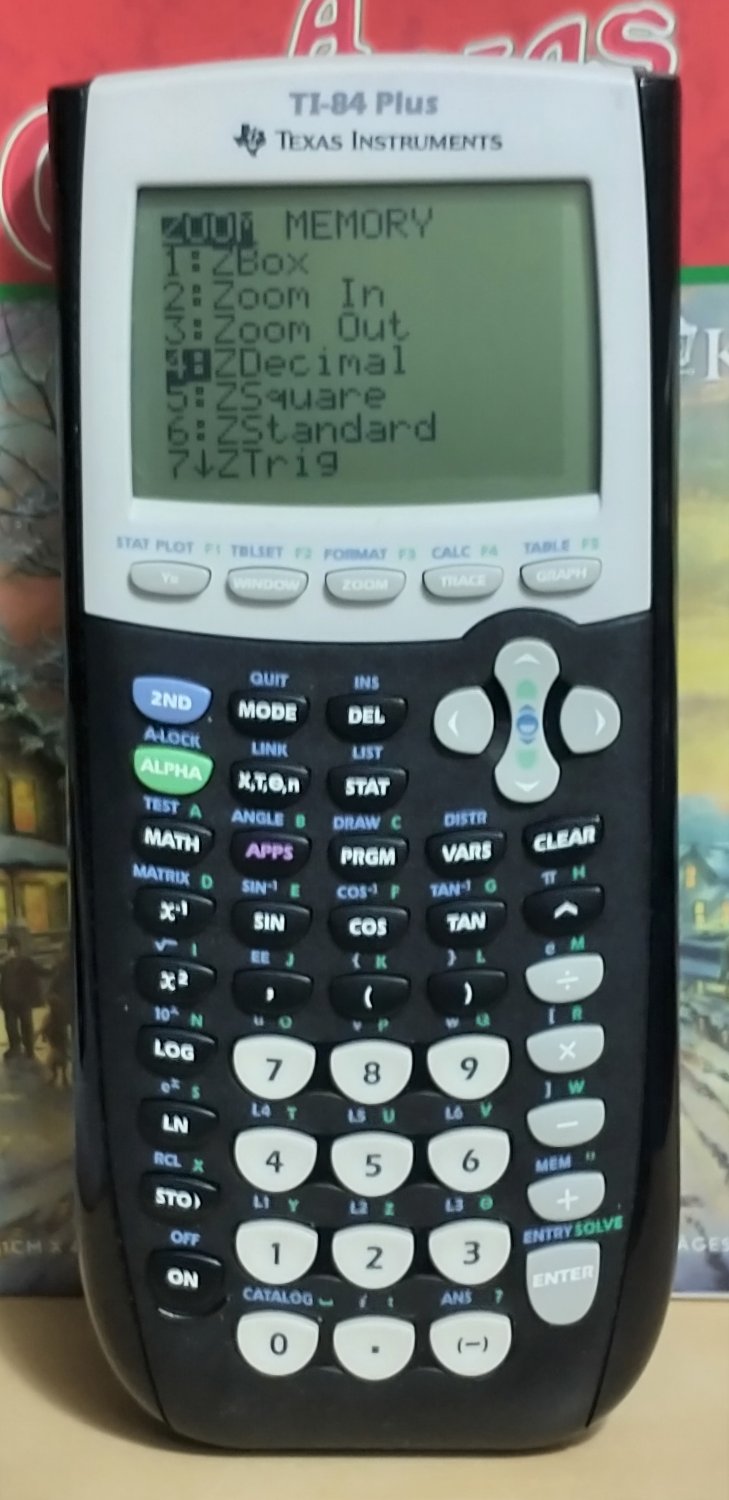 TI-84 Plus
TEXAS INSTRUMENTS
ZOOM MEMORY
1:ZBox
2:Zoom In
3:Zoom Out
4:ZDecimal
5:ZSquare
6:ZStandard
7↓ZTrig
STAT PLOT F1 TBLSET F2 FORMAT F3 CALC F4 TABLE F5
Y= WINDOW ZOOM TRACE GRAPH
QUIT INS
2ND MODE DEL
A-LOCK LINK LIST
ALPHA X,T,Θ,n STAT
TEST A ANGLE B DRAW C DISTR
MATH APPS PRGM VARS CLEAR
MATRIX D SIN⁻¹ E COS⁻¹ F TAN⁻¹ G π H
x⁻¹ SIN COS TAN ^
√ I EE J { K } L e M
x² , ( ) ÷
10ˣ N u O v P w Q [ R
LOG 7 8 9 ×
eˣ S L4 T L5 U L6 V ] W
LN 4 5 6 −
RCL X L1 Y L2 Z L3 Θ MEM "
STO› 1 2 3 +
OFF CATALOG ⎵ i : ANS ? ENTRY SOLVE
ON 0 . (−) ENTER